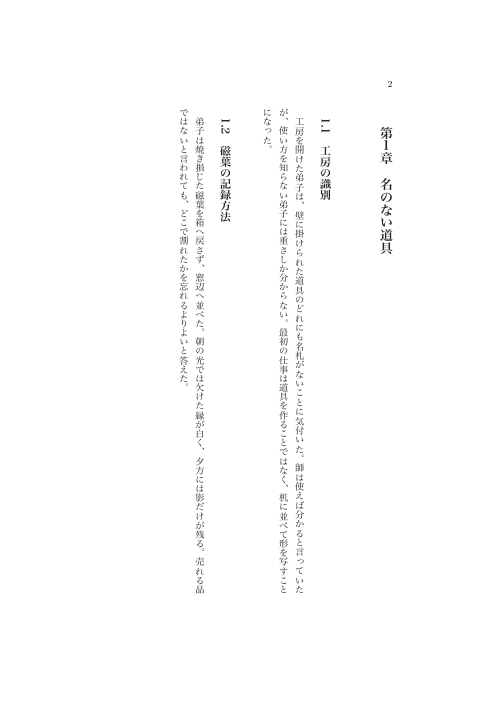 2
第1章 名のない道具
1.1 工房の識別
工房を開けた弟子は、壁に掛けられた道具のどれにも名札がないことに気付いた。師は使えば分かると言っていた
が、使い方を知らない弟子には重さしか分からない。最初の仕事は道具を作ることではなく、机に並べて形を写すこと
になった。
1.2 磁葉の記録方法
弟子は焼き損じた磁葉を箱へ戻さず、窓辺へ並べた。朝の光では欠けた縁が白く、夕方には影だけが残る。売れる品
ではないと言われても、どこで割れたかを忘れるよりよいと答えた。